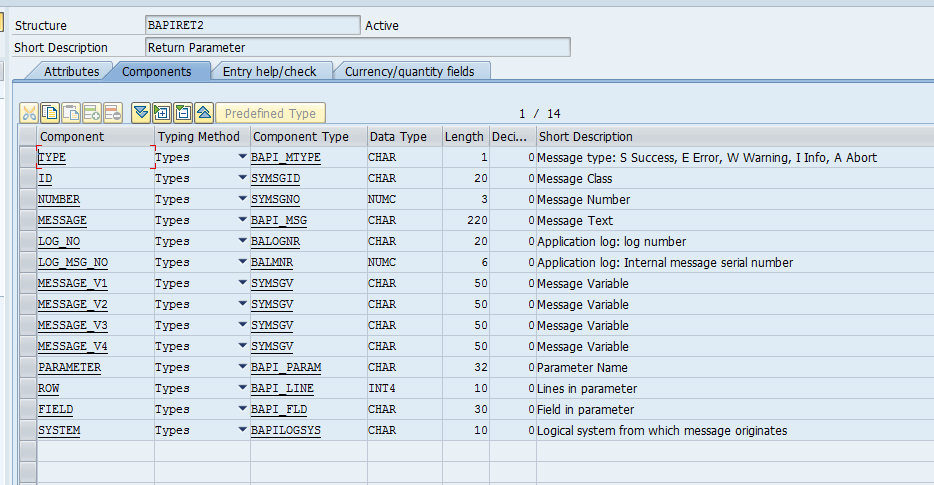 Structure BAPIRET2 Active
Short Description Return Parameter
Attributes Components Entry help/check Currency/quantity fields
Predefined Type 1 / 14
Component Typing Method Component Type Data Type Length Deci... Short Description
TYPE Types BAPI_MTYPE CHAR 1 0 Message type: S Success, E Error, W Warning, I Info, A Abort
ID Types SYMSGID CHAR 20 0 Message Class
NUMBER Types SYMSGNO NUMC 3 0 Message Number
MESSAGE Types BAPI_MSG CHAR 220 0 Message Text
LOG_NO Types BALOGNR CHAR 20 0 Application log: log number
LOG_MSG_NO Types BALMNR NUMC 6 0 Application log: Internal message serial number
MESSAGE_V1 Types SYMSGV CHAR 50 0 Message Variable
MESSAGE_V2 Types SYMSGV CHAR 50 0 Message Variable
MESSAGE_V3 Types SYMSGV CHAR 50 0 Message Variable
MESSAGE_V4 Types SYMSGV CHAR 50 0 Message Variable
PARAMETER Types BAPI_PARAM CHAR 32 0 Parameter Name
ROW Types BAPI_LINE INT4 10 0 Lines in parameter
FIELD Types BAPI_FLD CHAR 30 0 Field in parameter
SYSTEM Types BAPILOGSYS CHAR 10 0 Logical system from which message originates